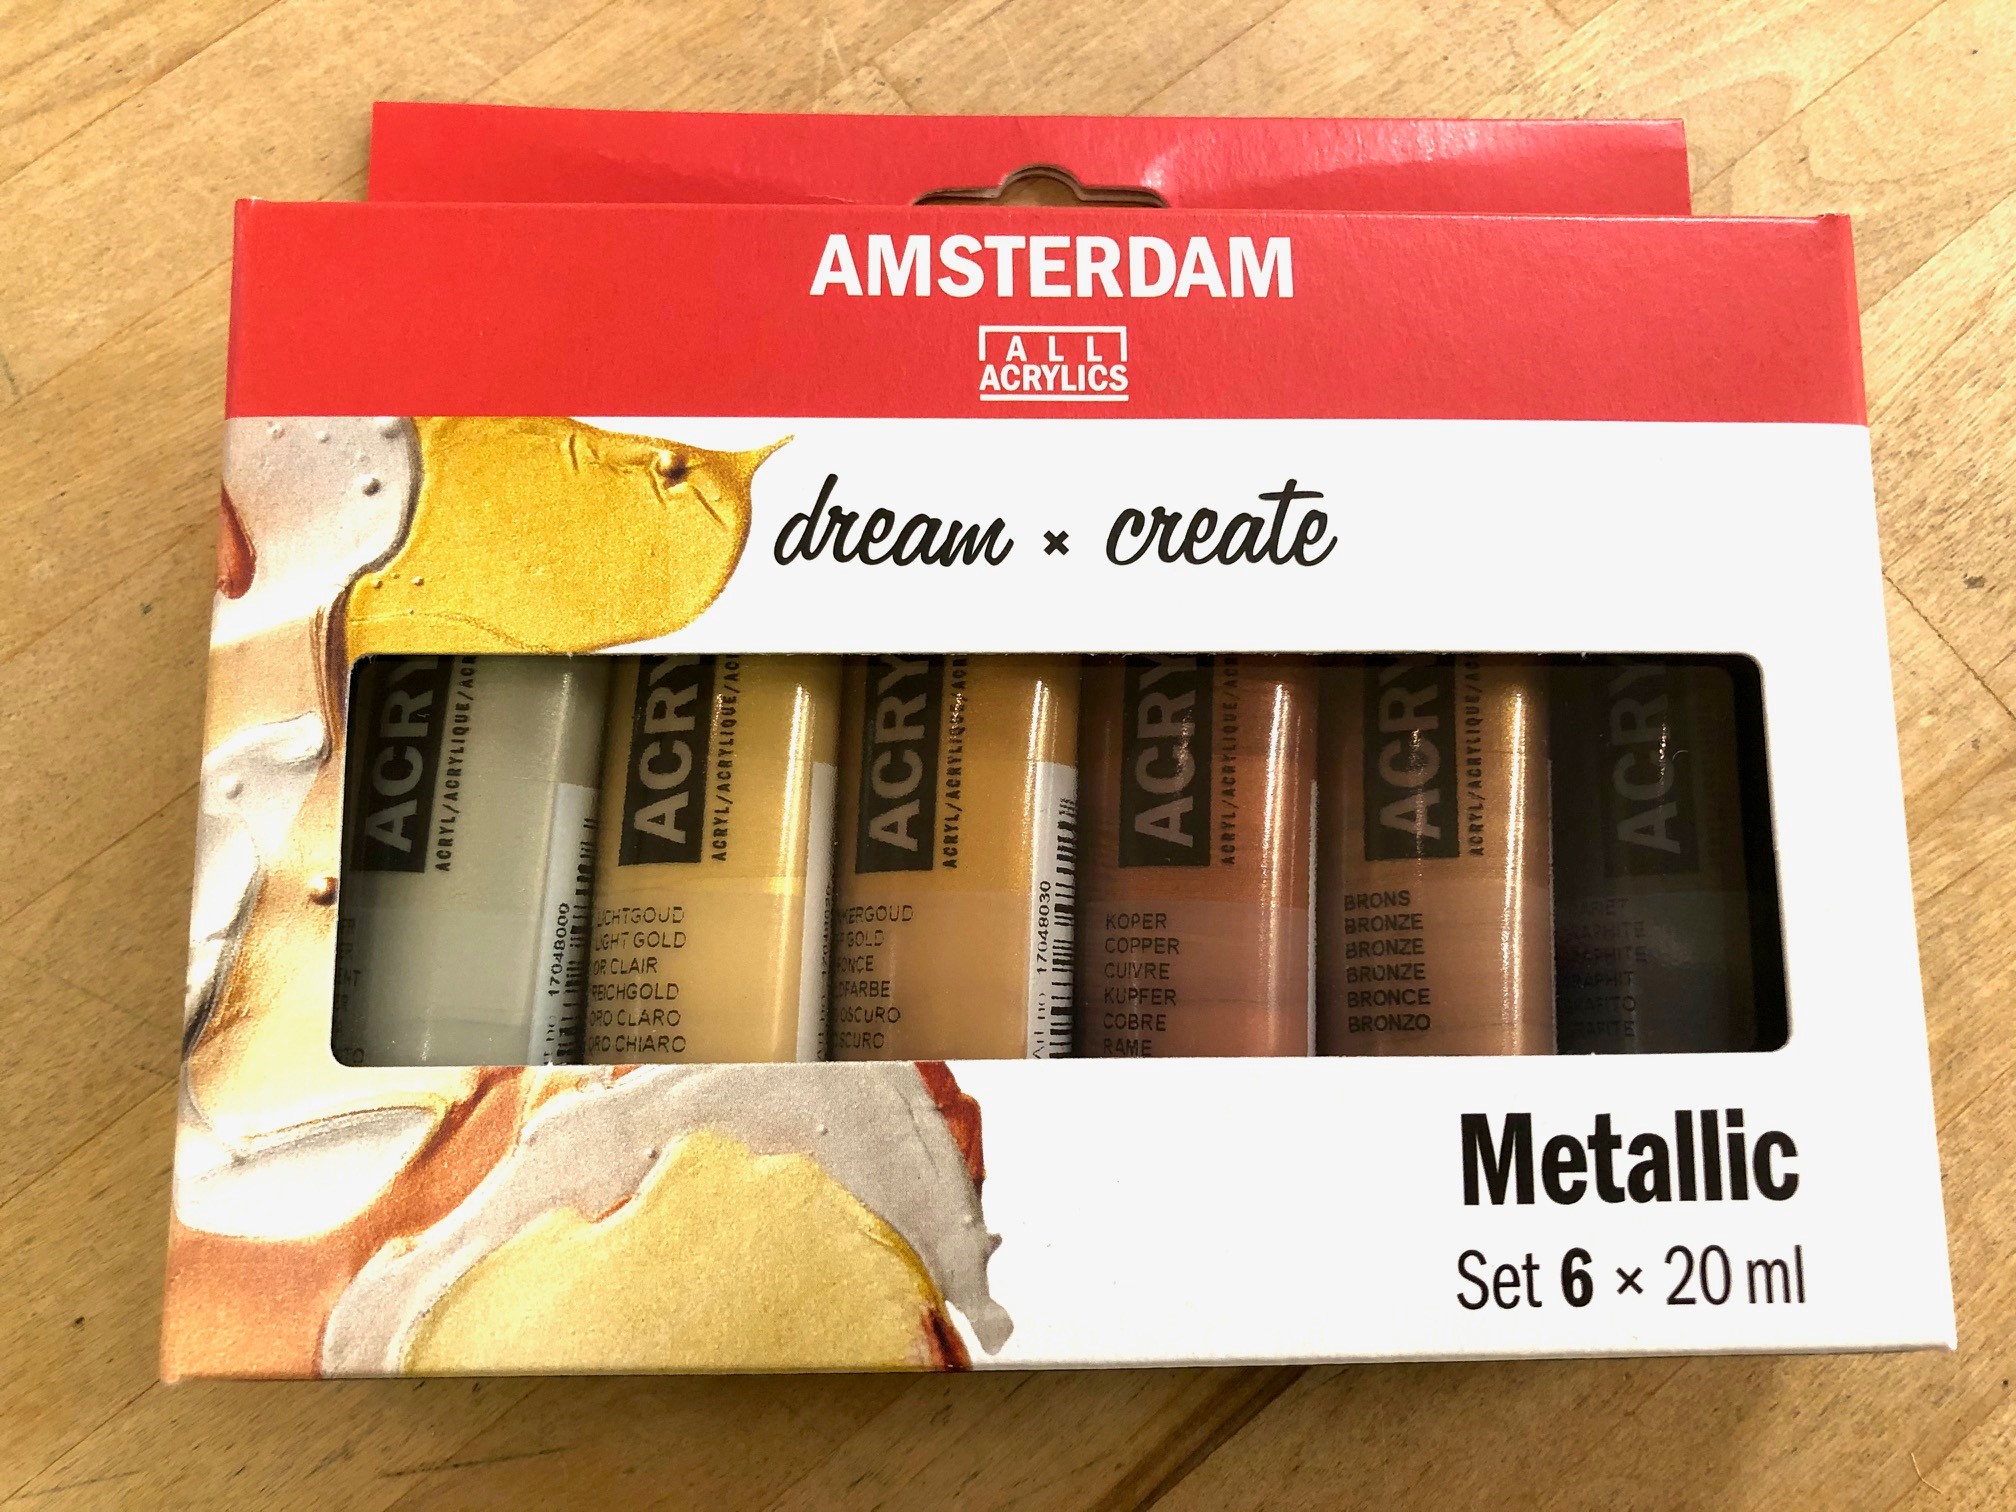 AMSTERDAM
ALL
ACRYLICS
dream × create
ACRY
ACRYL/ACRYLIQUE/ACR
17048000
ACRY
ACRYL/ACRYLIQUE/ACR
LICHTGOUD
LIGHT GOLD
OR CLAIR
REICHGOLD
ORO CLARO
ORO CHIARO
ACRY
ACRYL/ACRYLIQUE/ACR
GOLD
OSCURO
17048030
ACRY
ACRYL/ACRYLIQUE/ACR
KOPER
COPPER
CUIVRE
KUPFER
COBRE
RAME
ACRY
ACRYL/ACRYLIQUE/ACR
BRONS
BRONZE
BRONZE
BRONZE
BRONCE
BRONZO
ACRY
Metallic
Set 6 × 20 ml